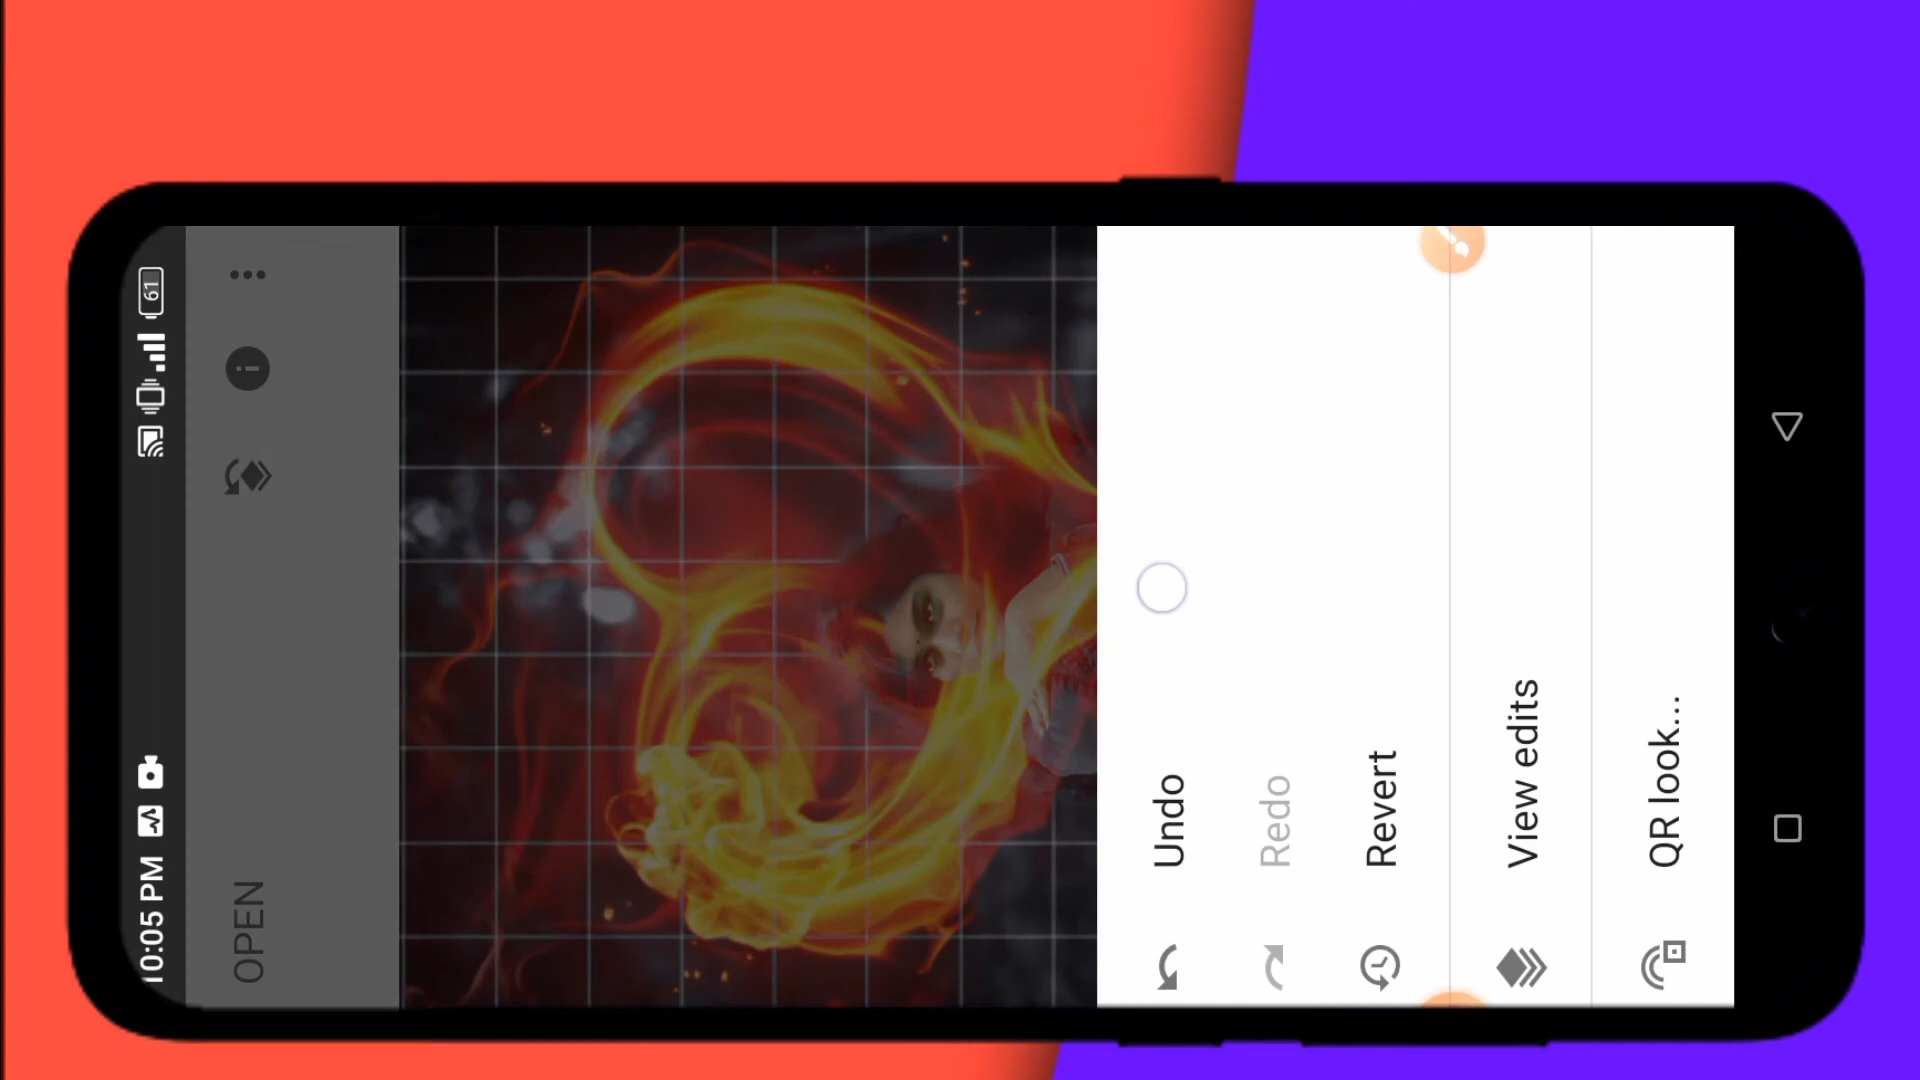 10:05 PM
61
OPEN
Undo
Redo
Revert
View edits
QR look...